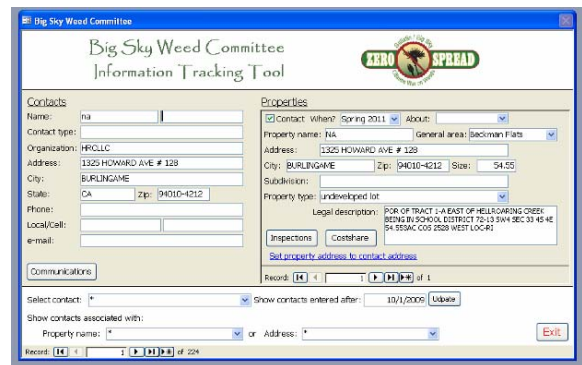 Big Sky Weed Committee
Big Sky Weed Committee
Information Tracking Tool
ZERO SPREAD
Contacts
Name: na
Contact type:
Organization: HRCLLC
Address: 1325 HOWARD AVE # 128
City: BURLINGAME
State: CA Zip: 94010-4212
Phone:
Local/Cell:
e-mail:
Communications
Properties
Contact When? Spring 2011 About:
Property name: NA General area: Beckman Flats
Address: 1325 HOWARD AVE # 128
City: BURLINGAME Zip: 94010-4212 Size: 54.55
Subdivision:
Property type: undeveloped lot
Legal description: POR OF TRACT 1-A EAST OF HELLROARING CREEK
BEING IN SCHOOL DISTRICT 72-13 SW4 SEC 33 4S 4E
54.553AC COS 2528 WEST LOC-RI
Inspections Costshare
Set property address to contact address
Record: 1 of 1
Select contact: * Show contacts entered after: 10/1/2009 Udpate
Show contacts associated with:
Property name: * or Address: * Exit
Record: 1 of 224